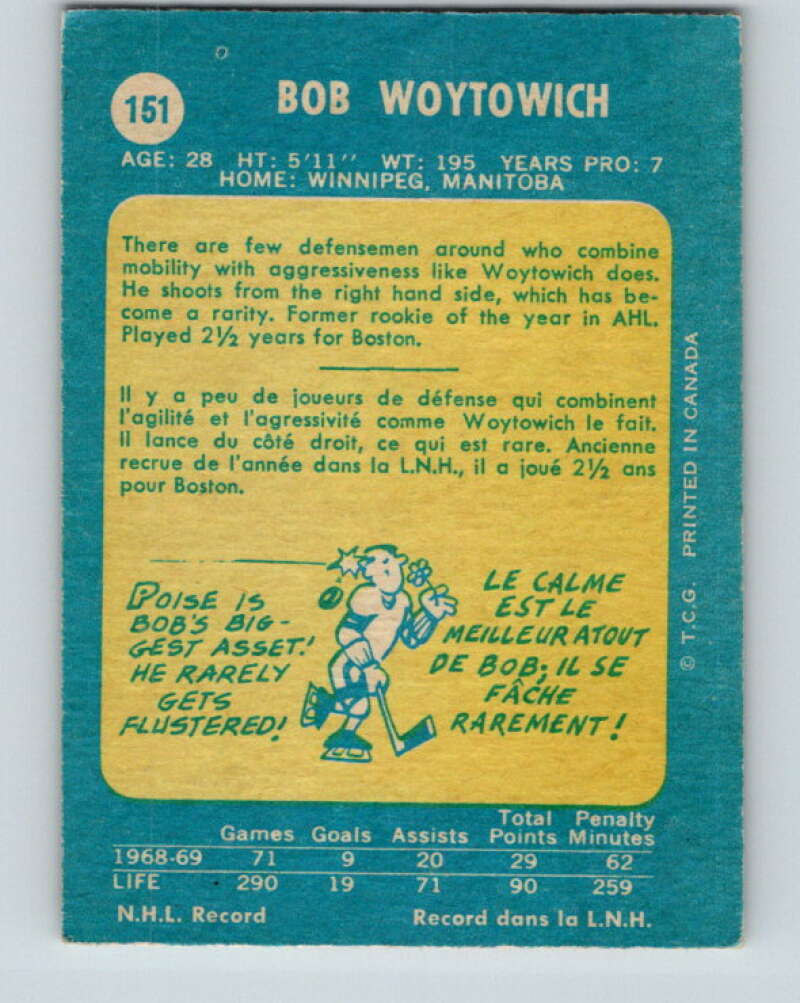 151
BOB WOYTOWICH
AGE: 28 HT: 5'11'' WT: 195 YEARS PRO: 7
HOME: WINNIPEG, MANITOBA
There are few defensemen around who combine
mobility with aggressiveness like Woytowich does.
He shoots from the right hand side, which has be-
come a rarity. Former rookie of the year in AHL.
Played 2½ years for Boston.
Il y a peu de joueurs de défense qui combinent
l'agilité et l'agressivité comme Woytowich le fait.
Il lance du côté droit, ce qui est rare. Ancienne
recrue de l'année dans la L.N.H., il a joué 2½ ans
pour Boston.
POISE IS
BOB'S BIG-
GEST ASSET!
HE RARELY
GETS
FLUSTERED!
LE CALME
EST LE
MEILLEUR ATOUT
DE BOB; IL SE
FÂCHE
RAREMENT!
© T.C.G. PRINTED IN CANADA
Games Goals Assists Total Points Penalty Minutes
1968-69 71 9 20 29 62
LIFE 290 19 71 90 259
N.H.L. Record Record dans la L.N.H.